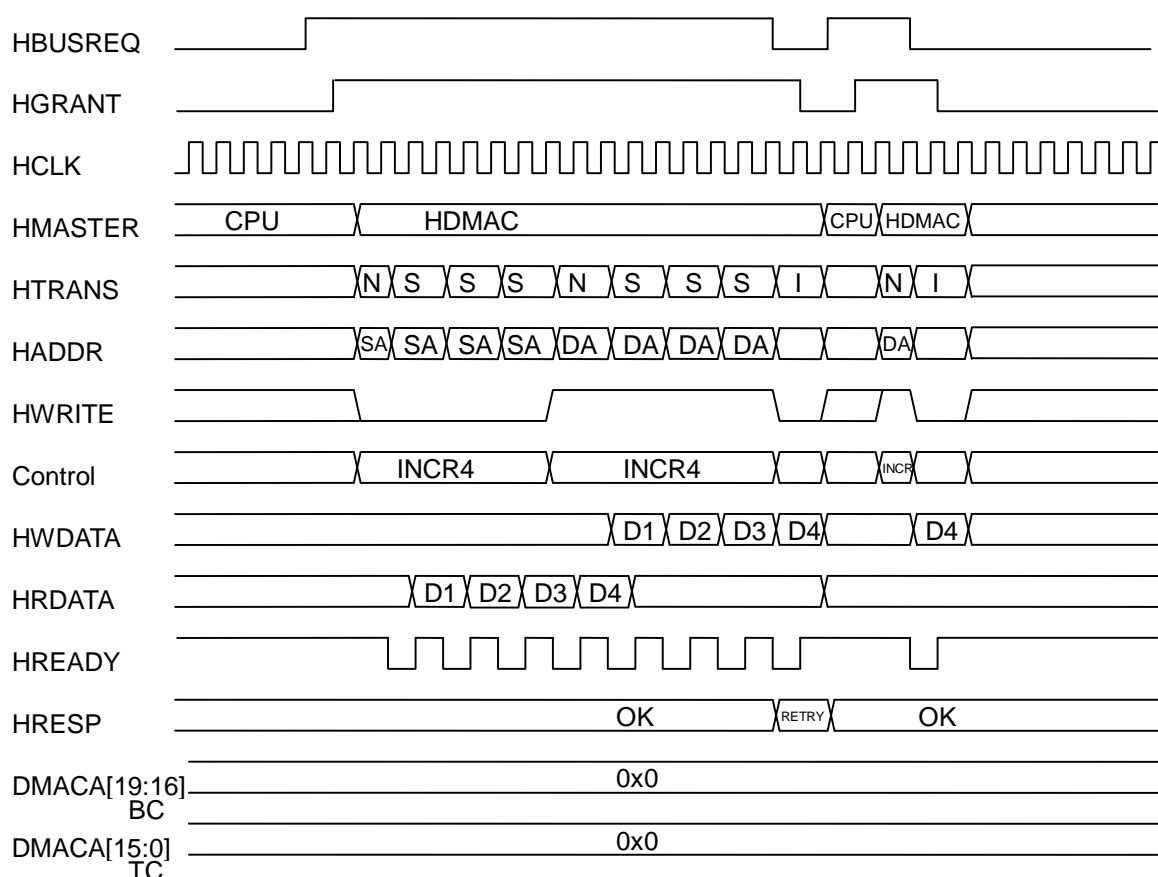 HBUSREQ
HGRANT
HCLK
HMASTER CPU HDMAC CPU HDMAC
HTRANS N S S S N S S S I N I
HADDR SA SA SA SA DA DA DA DA DA
HWRITE
Control INCR4 INCR4 INCR
HWDATA D1 D2 D3 D4 D4
HRDATA D1 D2 D3 D4
HREADY
HRESP OK RETRY OK
DMACA[19:16] 0x0
BC
DMACA[15:0] 0x0
TC